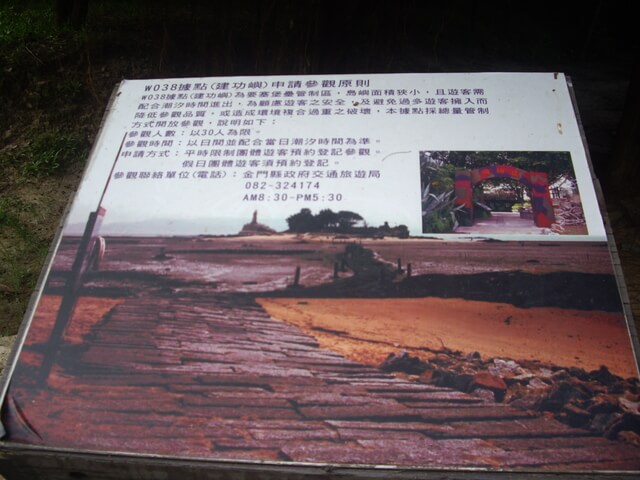 W038據點(建功嶼)申請參觀原則
W038據點(建功嶼)為要塞堡壘管制區，島嶼面積狹小，且遊客需
配合潮汐時間進出，為顧慮遊客之安全，及避免過多遊客擁入而
降低參觀品質，或造成環境複合過重之破壞，本據點採總量管制
方式開放參觀，說明如下：
參觀人數：以30人為限。
參觀時間：以日間並配合當日潮汐時間為準。
申請方式：平時限制團體遊客預約登記參觀。
假日團體遊客須預約登記。
參觀聯絡單位(電話)：金門縣政府交通旅遊局
082-324174
AM8:30-PM5:30